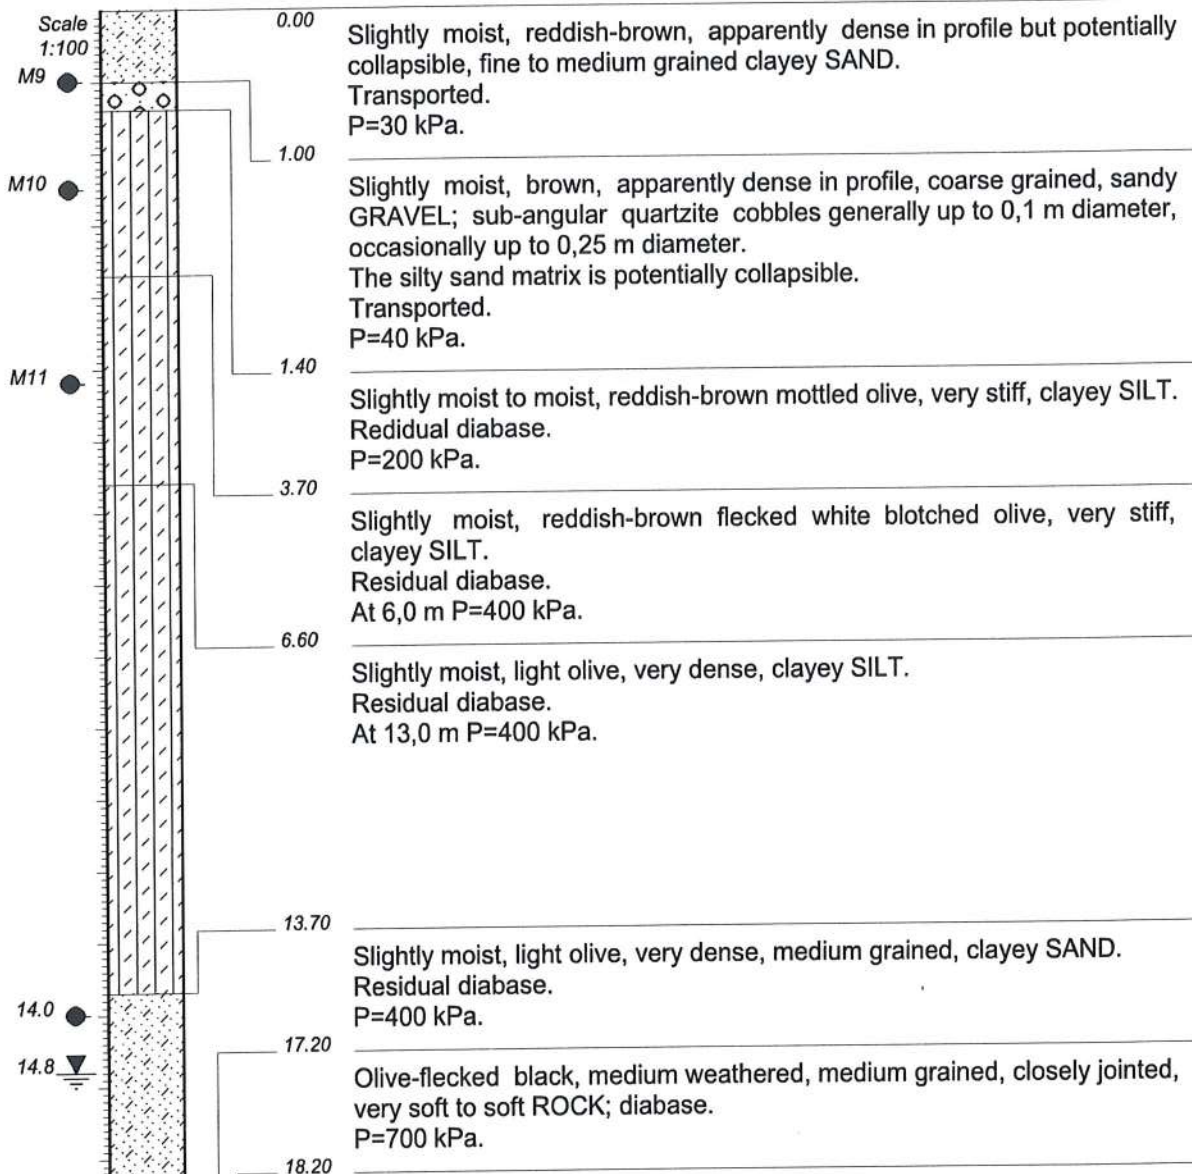 Scale
1:100
0.00
Slightly moist, reddish-brown, apparently dense in profile but potentially
collapsible, fine to medium grained clayey SAND.
Transported.
P=30 kPa.
M9
1.00
Slightly moist, brown, apparently dense in profile, coarse grained, sandy
GRAVEL; sub-angular quartzite cobbles generally up to 0,1 m diameter,
occasionally up to 0,25 m diameter.
The silty sand matrix is potentially collapsible.
Transported.
P=40 kPa.
M10
1.40
Slightly moist to moist, reddish-brown mottled olive, very stiff, clayey SILT.
Redidual diabase.
P=200 kPa.
M11
3.70
Slightly moist, reddish-brown flecked white blotched olive, very stiff,
clayey SILT.
Residual diabase.
At 6,0 m P=400 kPa.
6.60
Slightly moist, light olive, very dense, clayey SILT.
Residual diabase.
At 13,0 m P=400 kPa.
13.70
Slightly moist, light olive, very dense, medium grained, clayey SAND.
Residual diabase.
P=400 kPa.
14.0
17.20
14.8
Olive-flecked black, medium weathered, medium grained, closely jointed,
very soft to soft ROCK; diabase.
P=700 kPa.
18.20